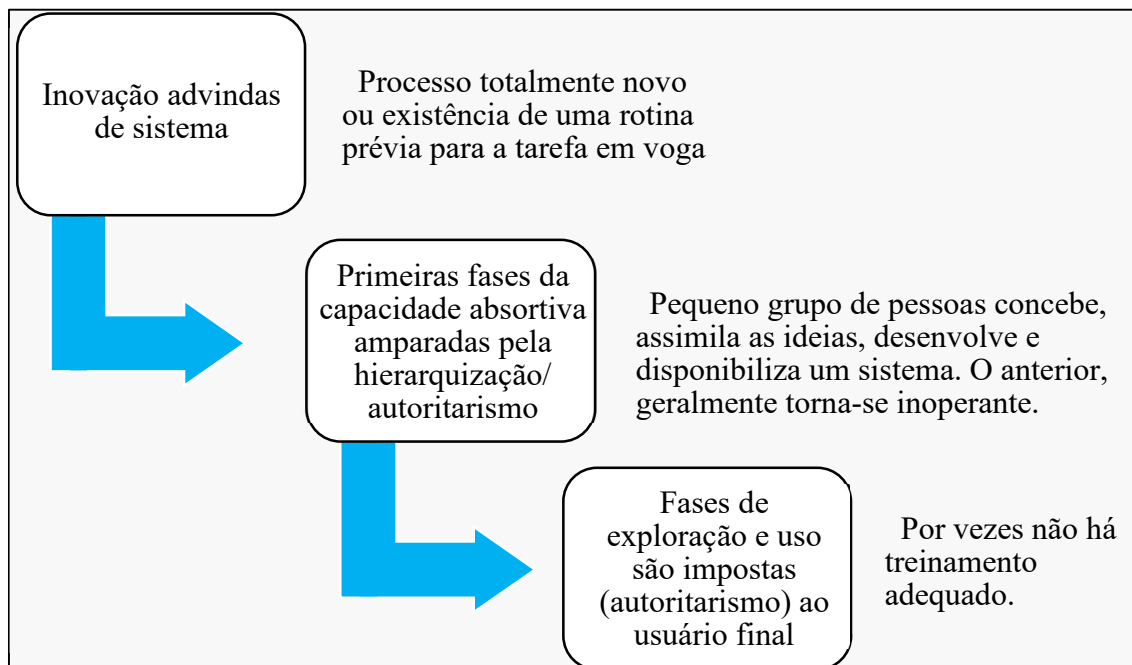 Inovação advindas
de sistema
Processo totalmente novo
ou existência de uma rotina
prévia para a tarefa em voga
Primeiras fases da
capacidade absortiva
amparadas pela
hierarquização/
autoritarismo
Pequeno grupo de pessoas concebe,
assimila as ideias, desenvolve e
disponibiliza um sistema. O anterior,
geralmente torna-se inoperante.
Fases de
exploração e uso
são impostas
(autoritarismo) ao
usuário final
Por vezes não há
treinamento
adequado.